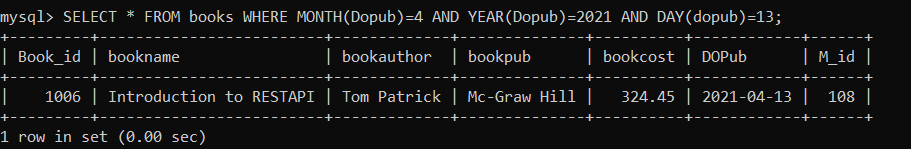 mysql> SELECT * FROM books WHERE MONTH(Dopub)=4 AND YEAR(Dopub)=2021 AND DAY(dopub)=13;
+---------+-------------------------+-------------+--------------+----------+------------+------+
| Book_id | bookname                | bookauthor  | bookpub      | bookcost | DOPub      | M_id |
+---------+-------------------------+-------------+--------------+----------+------------+------+
|    1006 | Introduction to RESTAPI | Tom Patrick | Mc-Graw Hill |   324.45 | 2021-04-13 |  108 |
+---------+-------------------------+-------------+--------------+----------+------------+------+
1 row in set (0.00 sec)